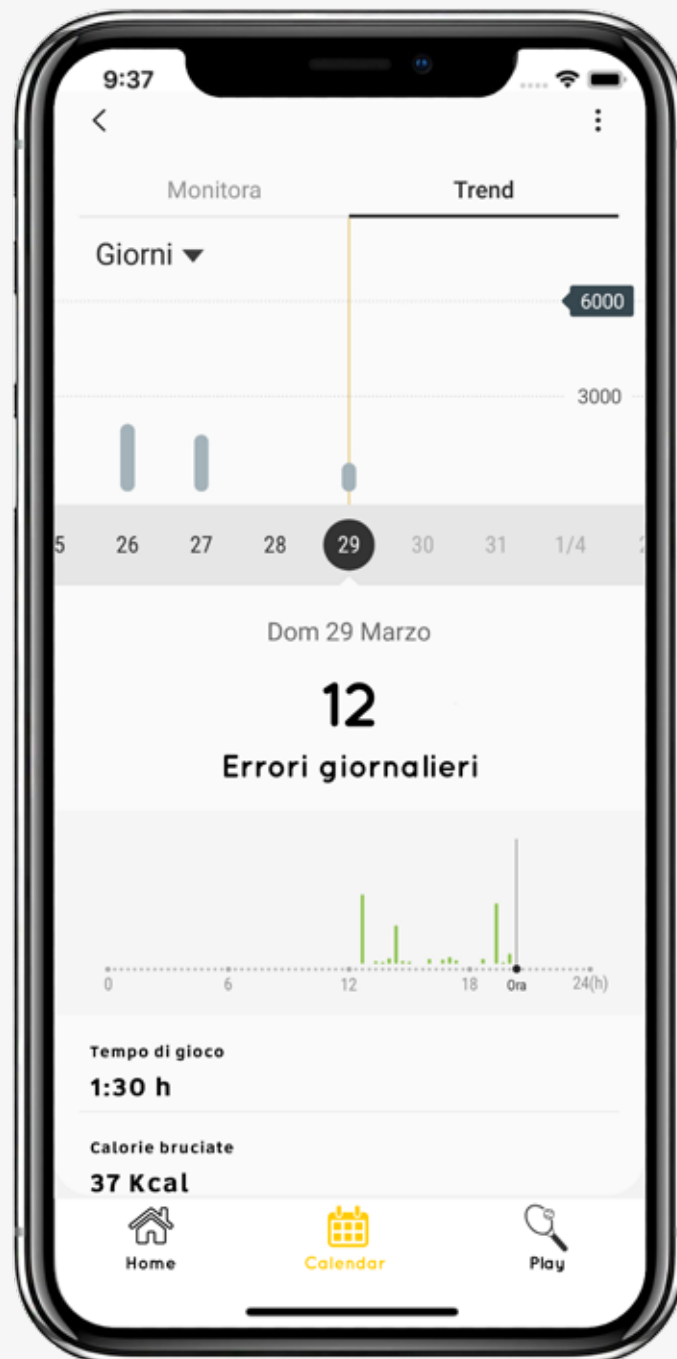 9:37
Monitora Trend
Giorni
6000
3000
5 26 27 28 29 30 31 1/4
Dom 29 Marzo
12
Errori giornalieri
0 6 12 18 Ora 24(h)
Tempo di gioco
1:30 h
Calorie bruciate
37 Kcal
Home Calendar Play